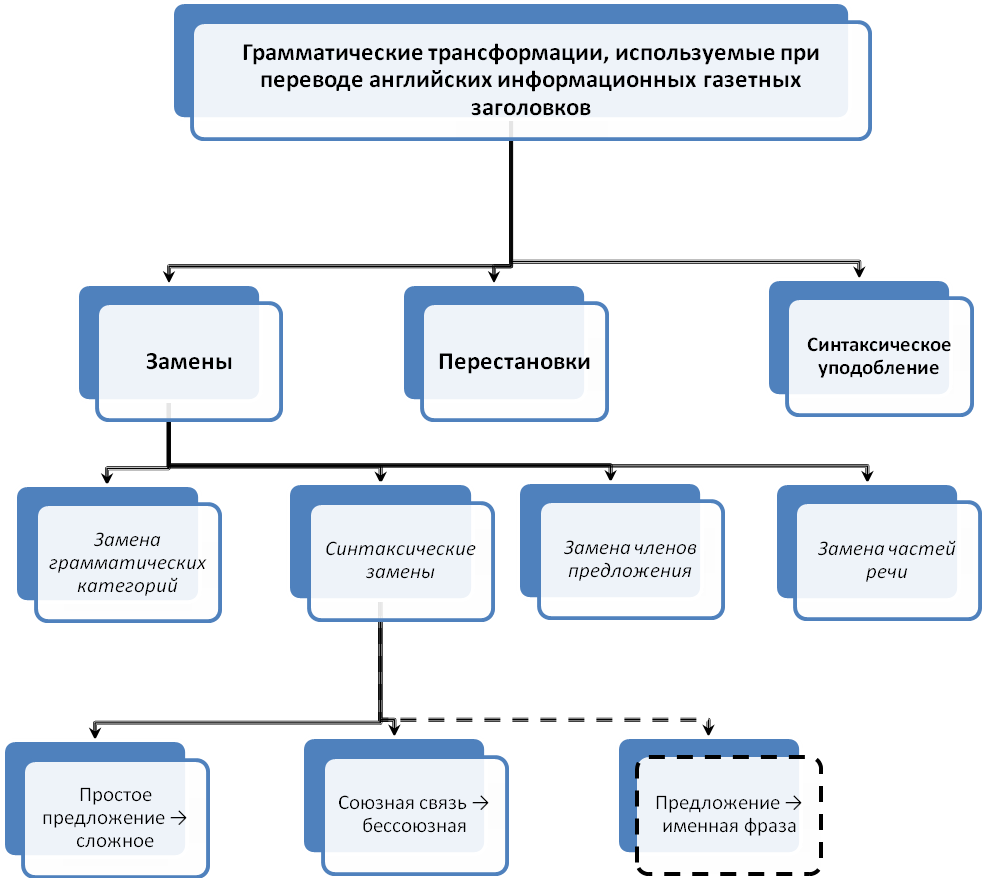 Грамматические трансформации, используемые при
переводе английских информационных газетных
заголовков
Замены
Перестановки
Синтаксическое
уподобление
Замена
грамматических
категорий
Синтаксические
замены
Замена членов
предложения
Замена частей
речи
Простое
предложение →
сложное
Союзная связь →
бессоюзная
Предложение →
именная фраза